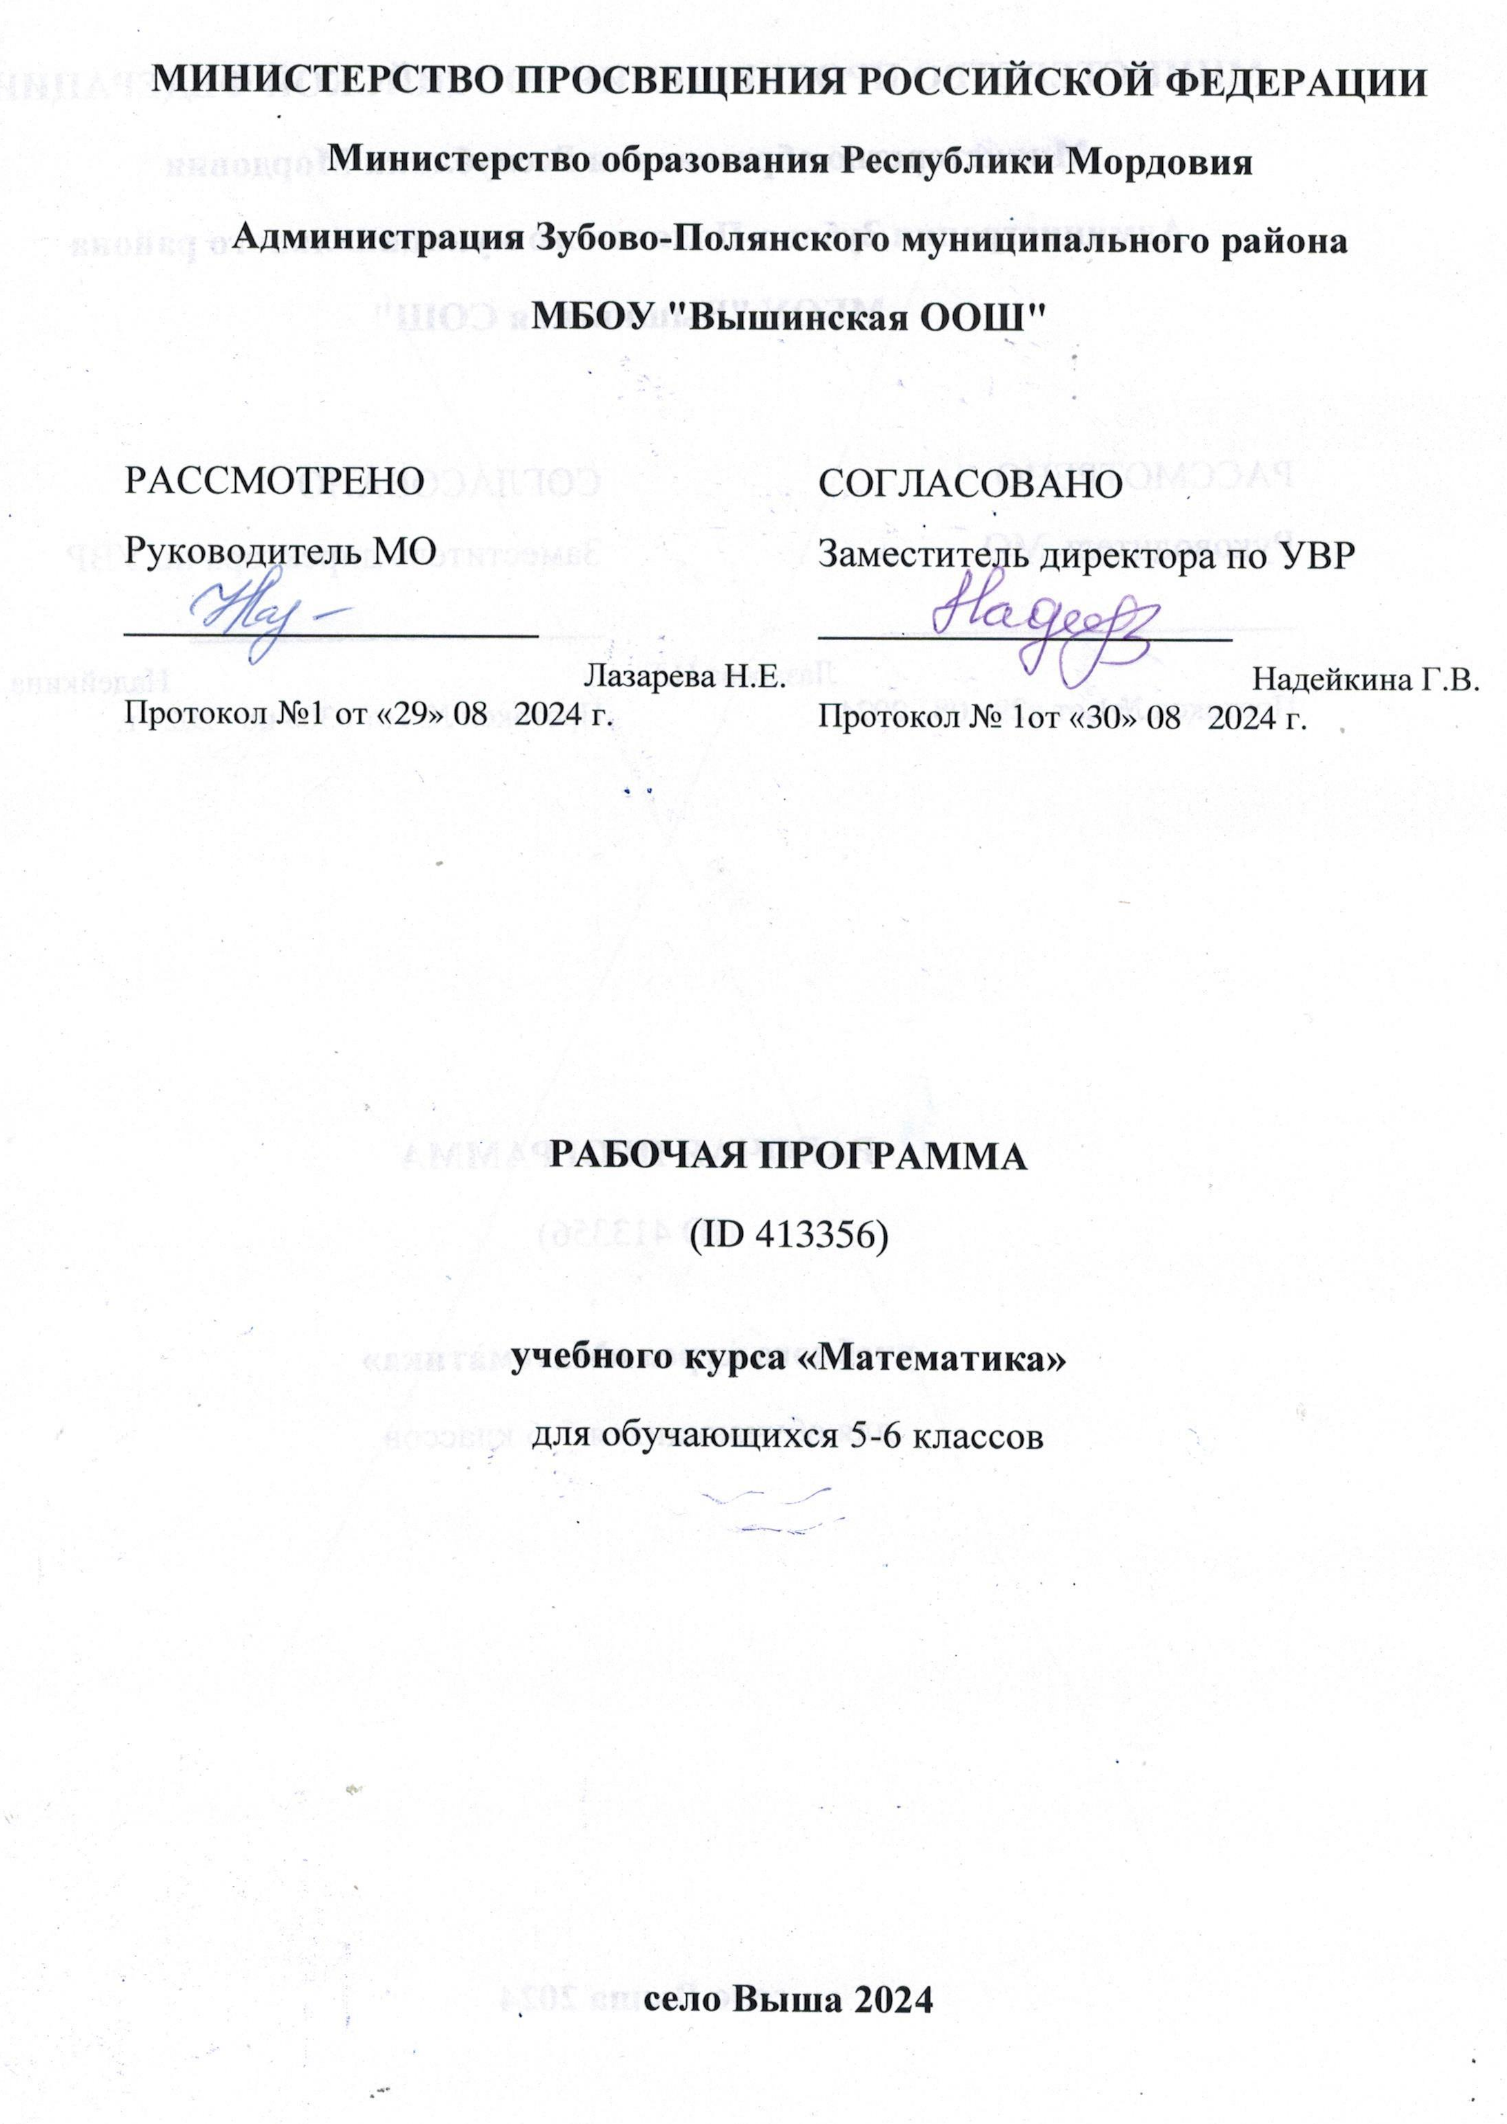 МИНИСТЕРСТВО ПРОСВЕЩЕНИЯ РОССИЙСКОЙ ФЕДЕРАЦИИ
Министерство образования Республики Мордовия
Администрация Зубово-Полянского муниципального района
МБОУ "Вышинская ООШ"
РАССМОТРЕНО
Руководитель МО
Лазарева Н.Е.
Протокол №1 от «29» 08 2024 г.
СОГЛАСОВАНО
Заместитель директора по УВР
Надейкина Г.В.
Протокол № 1от «30» 08 2024 г.
РАБОЧАЯ ПРОГРАММА
(ID 413356)
учебного курса «Математика»
для обучающихся 5-6 классов
село Выша 2024